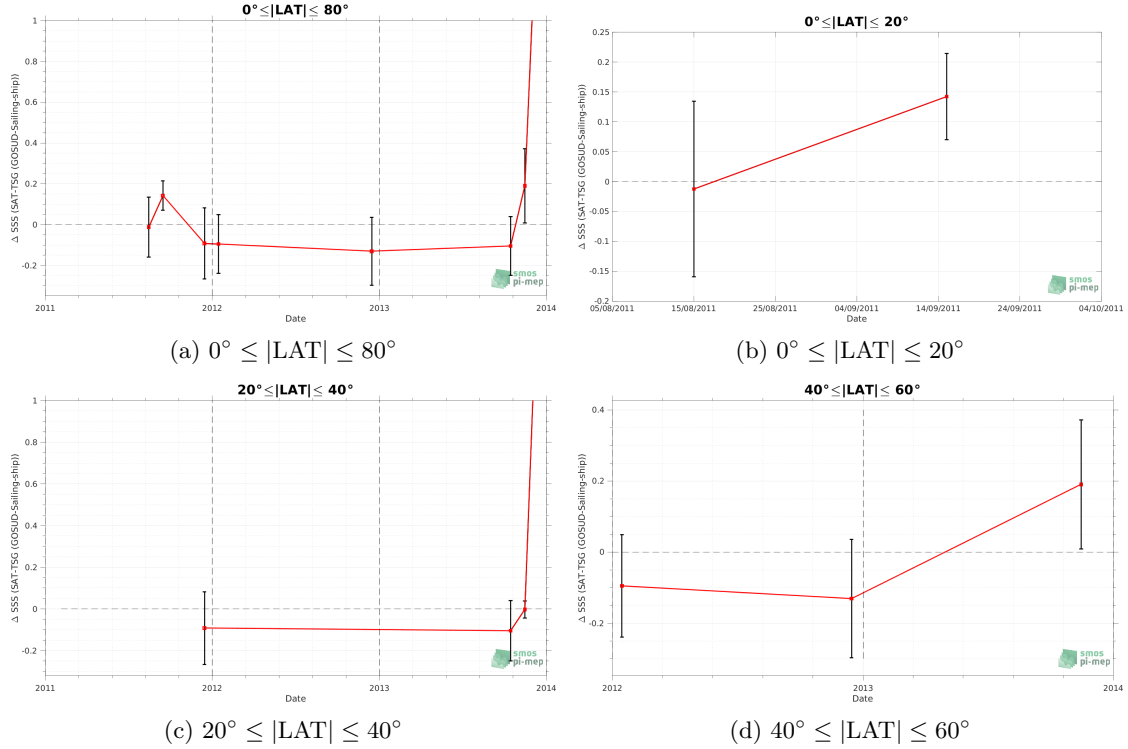 0°≤|LAT|≤ 80°
1
0.8
0.6
0.4
0.2
0
-0.2
Δ SSS (SAT-TSG (GOSUD-Sailing-ship))
smos
pi-mep
2011
2012
2013
2014
Date
(a) 0° ≤ |LAT| ≤ 80°
0°≤|LAT|≤ 20°
0.25
0.2
0.15
0.1
0.05
0
-0.05
-0.1
-0.15
-0.2
Δ SSS (SAT-TSG (GOSUD-Sailing-ship))
smos
pi-mep
05/08/2011
15/08/2011
25/08/2011
04/09/2011
14/09/2011
24/09/2011
04/10/2011
Date
(b) 0° ≤ |LAT| ≤ 20°
20°≤|LAT|≤ 40°
1
0.8
0.6
0.4
0.2
0
-0.2
Δ SSS (SAT-TSG (GOSUD-Sailing-ship))
smos
pi-mep
2011
2012
2013
2014
Date
(c) 20° ≤ |LAT| ≤ 40°
40°≤|LAT|≤ 60°
0.4
0.2
0
-0.2
Δ SSS (SAT-TSG (GOSUD-Sailing-ship))
smos
pi-mep
2012
2013
2014
Date
(d) 40° ≤ |LAT| ≤ 60°